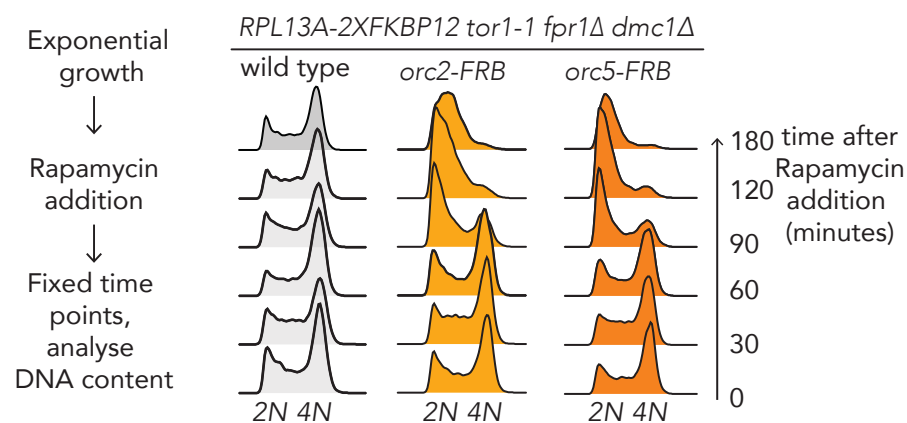 Exponential
growth
Rapamycin
addition
Fixed time
points,
analyse
DNA content
RPL13A-2XFKBP12 tor1-1 fpr1Δ dmc1Δ
wild type orc2-FRB orc5-FRB
180
120
90
60
30
0
time after
Rapamycin
addition
(minutes)
2N 4N 2N 4N 2N 4N